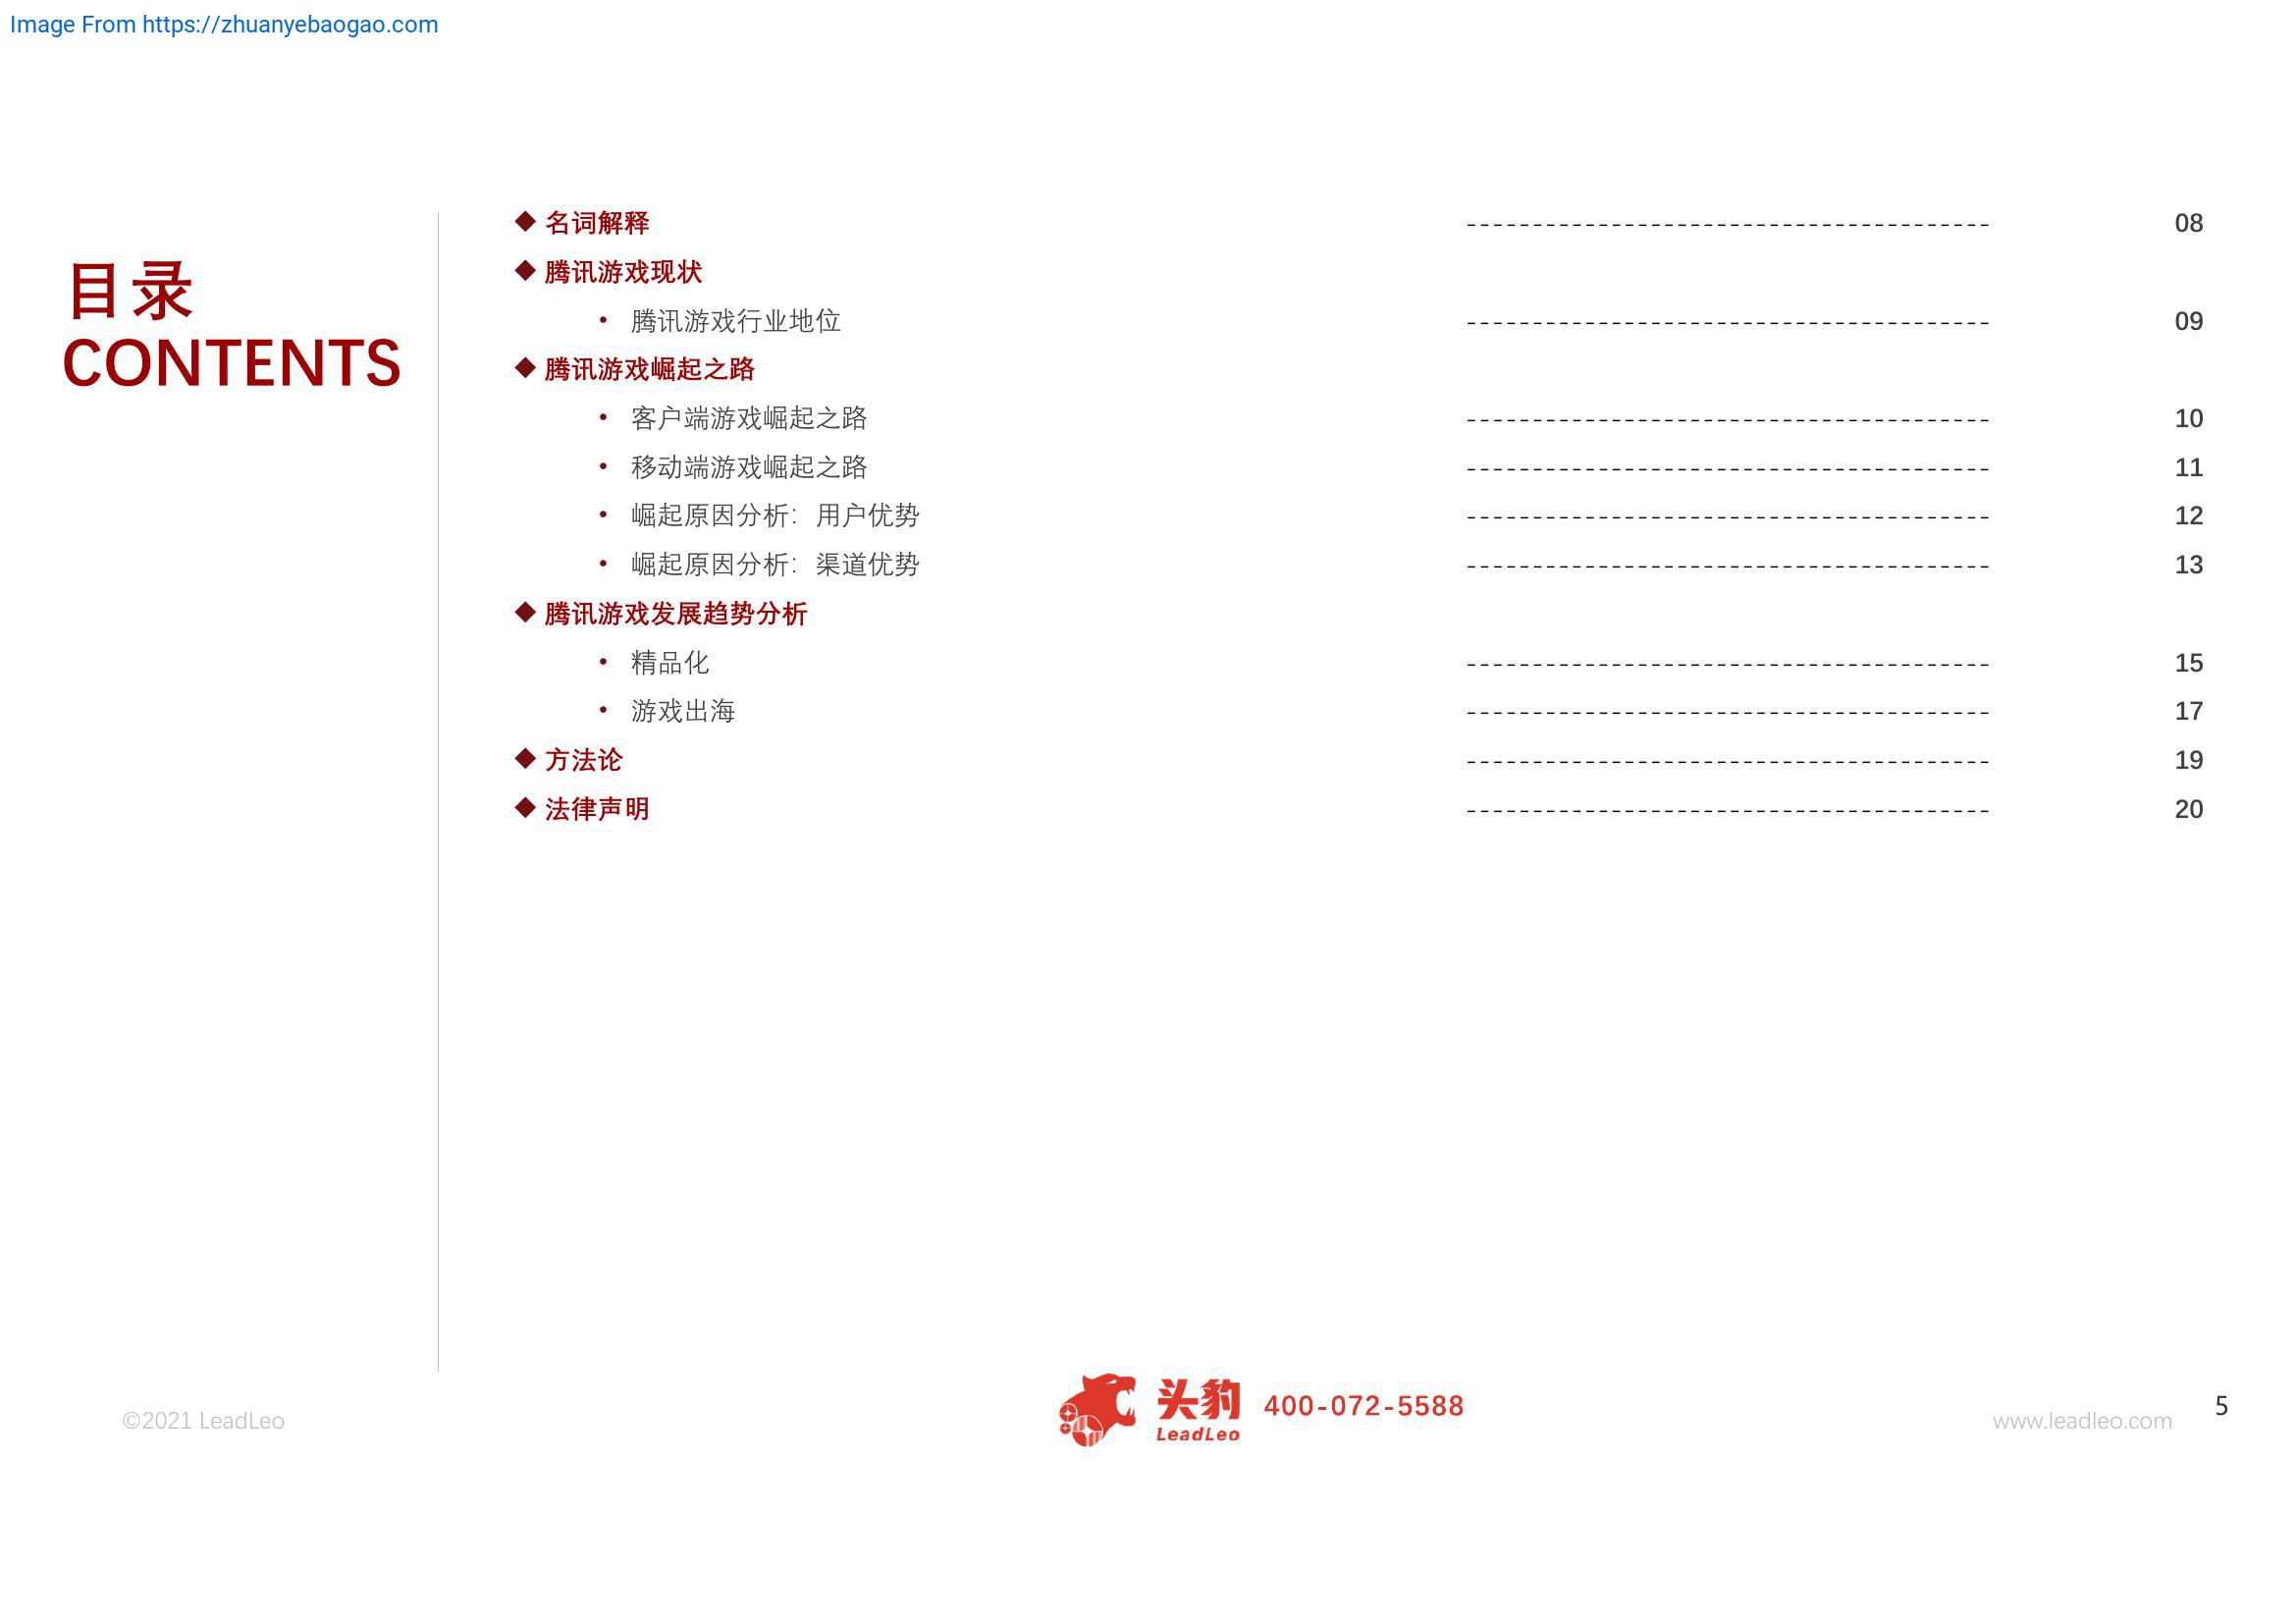 Image From https://zhuanyebaogao.com
目录
CONTENTS
◆ 名词解释 ---------------------------------------- 08
◆ 腾讯游戏现状
• 腾讯游戏行业地位 ---------------------------------------- 09
◆ 腾讯游戏崛起之路
• 客户端游戏崛起之路 ---------------------------------------- 10
• 移动端游戏崛起之路 ---------------------------------------- 11
• 崛起原因分析：用户优势 ---------------------------------------- 12
• 崛起原因分析：渠道优势 ---------------------------------------- 13
◆ 腾讯游戏发展趋势分析
• 精品化 ---------------------------------------- 15
• 游戏出海 ---------------------------------------- 17
◆ 方法论 ---------------------------------------- 19
◆ 法律声明 ---------------------------------------- 20
©2021 LeadLeo
头豹
LeadLeo
400-072-5588
www.leadleo.com
5